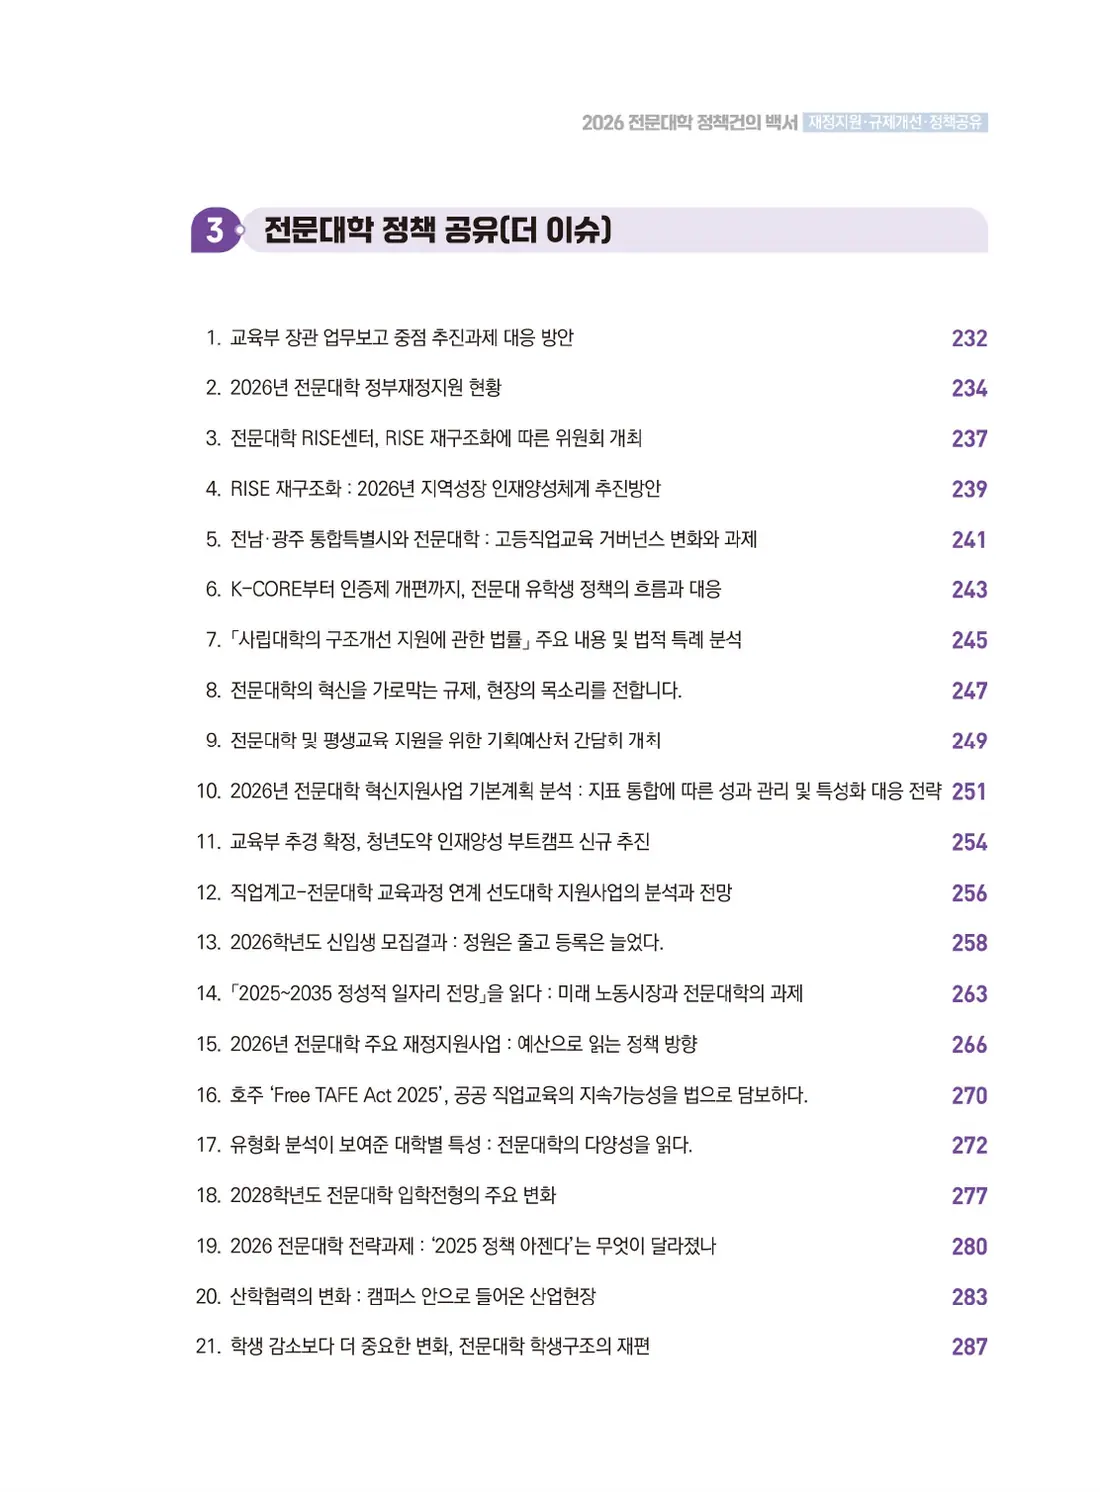 2026 전문대학 정책건의 백서 재정지원·규제개선·정책공유
3 전문대학 정책 공유(더 이슈)
1. 교육부 장관 업무보고 중점 추진과제 대응 방안 232
2. 2026년 전문대학 정부재정지원 현황 234
3. 전문대학 RISE센터, RISE 재구조화에 따른 위원회 개최 237
4. RISE 재구조화 : 2026년 지역성장 인재양성체계 추진방안 239
5. 전남·광주 통합특별시와 전문대학 : 고등직업교육 거버넌스 변화와 과제 241
6. K-CORE부터 인증제 개편까지, 전문대 유학생 정책의 흐름과 대응 243
7. 「사립대학의 구조개선 지원에 관한 법률」 주요 내용 및 법적 특례 분석 245
8. 전문대학의 혁신을 가로막는 규제, 현장의 목소리를 전합니다. 247
9. 전문대학 및 평생교육 지원을 위한 기획예산처 간담회 개최 249
10. 2026년 전문대학 혁신지원사업 기본계획 분석 : 지표 통합에 따른 성과 관리 및 특성화 대응 전략 251
11. 교육부 추경 확정, 청년도약 인재양성 부트캠프 신규 추진 254
12. 직업계고-전문대학 교육과정 연계 선도대학 지원사업의 분석과 전망 256
13. 2026학년도 신입생 모집결과 : 정원은 줄고 등록은 늘었다. 258
14. 「2025~2035 정성적 일자리 전망」을 읽다 : 미래 노동시장과 전문대학의 과제 263
15. 2026년 전문대학 주요 재정지원사업 : 예산으로 읽는 정책 방향 266
16. 호주 ‘Free TAFE Act 2025’, 공공 직업교육의 지속가능성을 법으로 담보하다. 270
17. 유형화 분석이 보여준 대학별 특성 : 전문대학의 다양성을 읽다. 272
18. 2028학년도 전문대학 입학전형의 주요 변화 277
19. 2026 전문대학 전략과제 : ‘2025 정책 아젠다’는 무엇이 달라졌나 280
20. 산학협력의 변화 : 캠퍼스 안으로 들어온 산업현장 283
21. 학생 감소보다 더 중요한 변화, 전문대학 학생구조의 재편 287